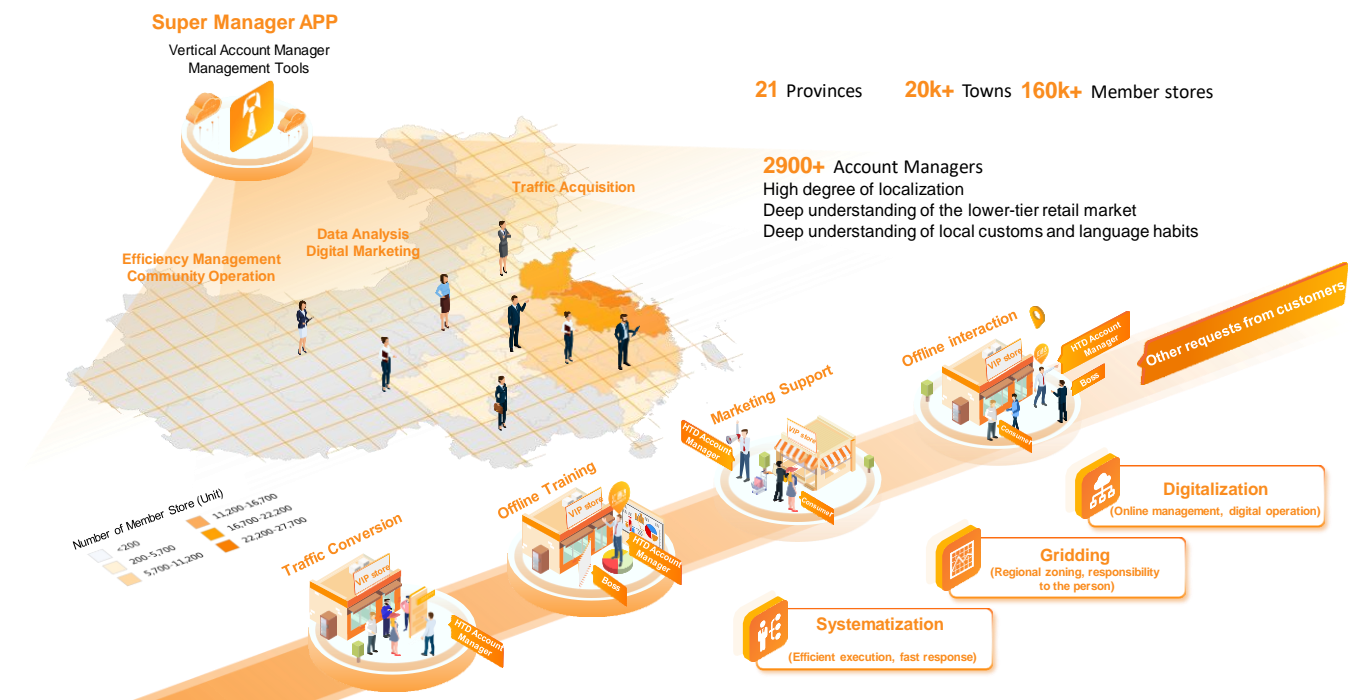 Super Manager APP
Vertical Account Manager
Management Tools
21 Provinces
20k+ Towns
160k+ Member stores
2900+ Account Managers
High degree of localization
Deep understanding of the lower-tier retail market
Deep understanding of local customs and language habits
Traffic Acquisition
Data Analysis
Digital Marketing
Efficiency Management
Community Operation
Number of Member Store (Unit)
<200
200-5,700
5,700-11,200
11,200-16,700
16,700-22,200
22,200-27,700
Traffic Conversion
VIP store
HTD Account
Manager
Offline Training
VIP store
HTD Account
Manager
Boss
Marketing Support
HTD Account
Manager
VIP store
Consumer
Offline interaction
VIP store
HTD Account
Manager
Boss
Consumer
Other requests from customers
Digitalization
(Online management, digital operation)
Gridding
(Regional zoning, responsibility
to the person)
Systematization
(Efficient execution, fast response)